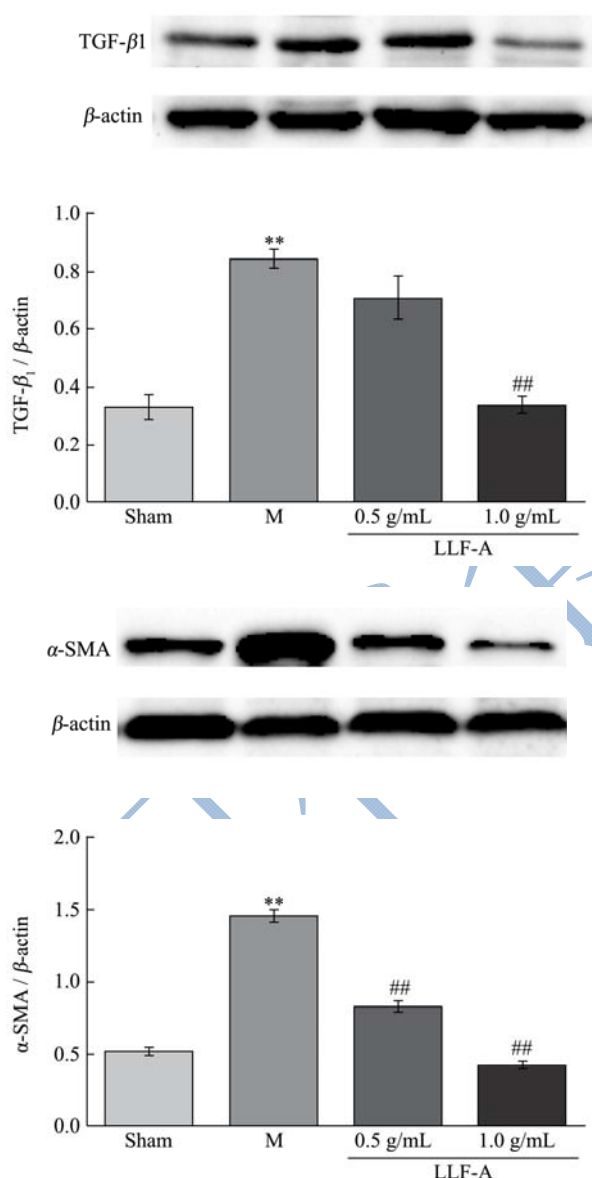 TGF-β1
β-actin
1.0
**
0.8
0.6
##
0.4
0.2
0.0
TGF-β₁ / β-actin
Sham M 0.5 g/mL 1.0 g/mL
LLF-A
α-SMA
β-actin
2.0
**
1.5
1.0
##
##
0.5
0.0
α-SMA / β-actin
Sham M 0.5 g/mL 1.0 g/mL
LLF-A